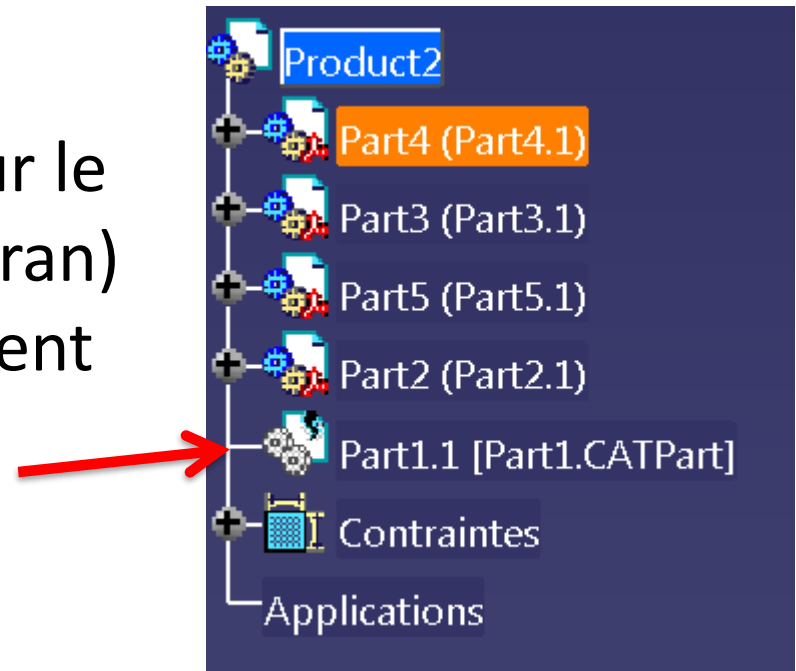 ur le
ran)
ent
Product2
Part4 (Part4.1)
Part3 (Part3.1)
Part5 (Part5.1)
Part2 (Part2.1)
Part1.1 [Part1.CATPart]
Contraintes
Applications